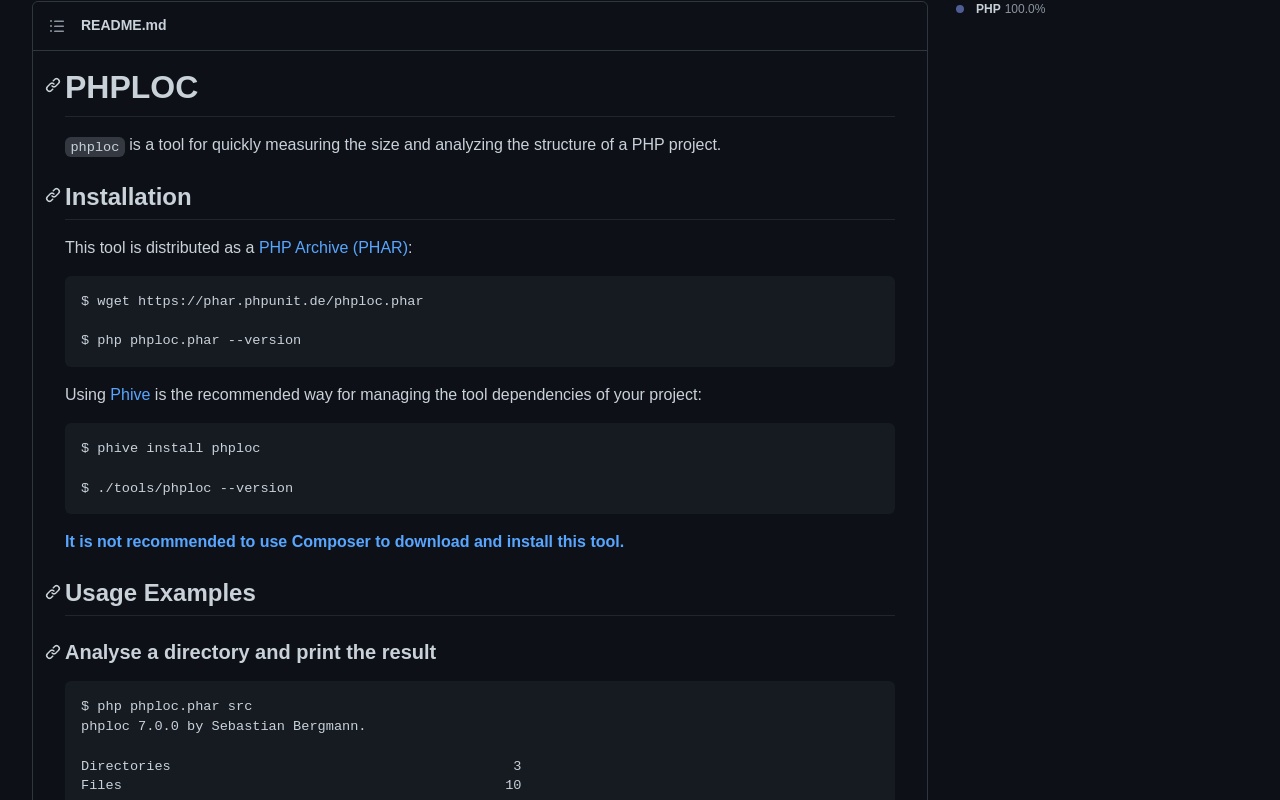 README.md
PHP 100.0%
PHPLOC
phploc is a tool for quickly measuring the size and analyzing the structure of a PHP project.
Installation
This tool is distributed as a PHP Archive (PHAR):
$ wget https://phar.phpunit.de/phploc.phar
$ php phploc.phar --version
Using Phive is the recommended way for managing the tool dependencies of your project:
$ phive install phploc
$ ./tools/phploc --version
It is not recommended to use Composer to download and install this tool.
Usage Examples
Analyse a directory and print the result
$ php phploc.phar src
phploc 7.0.0 by Sebastian Bergmann.
Directories 3
Files 10